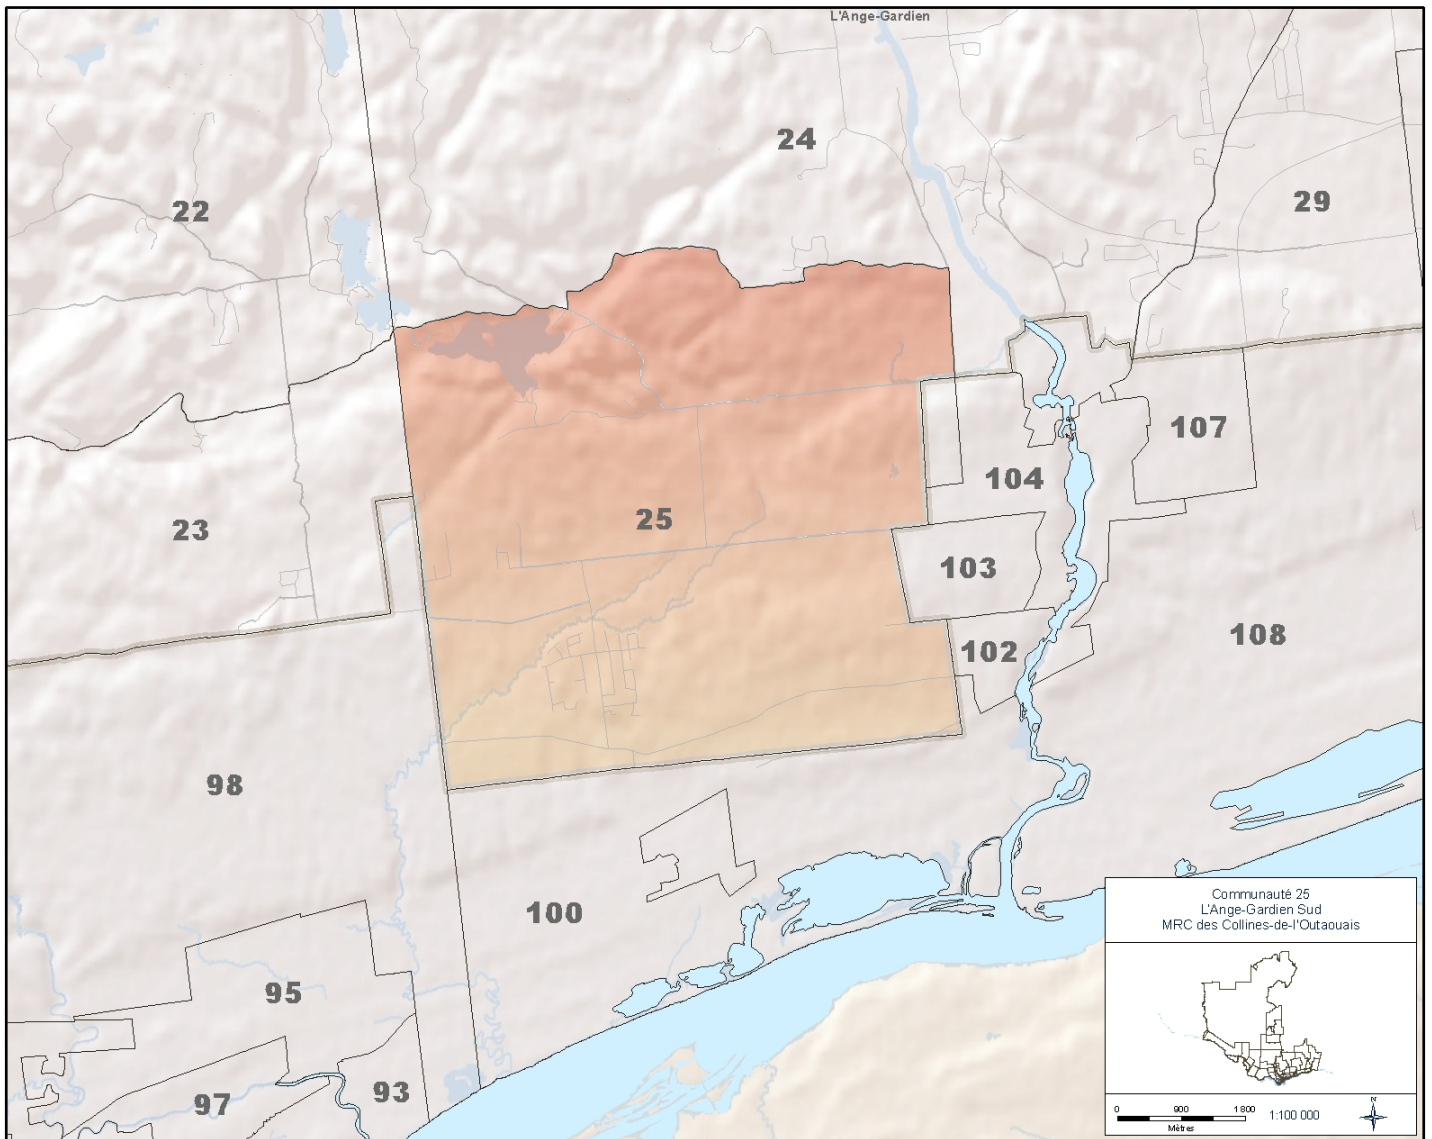 L'Ange-Gardien
24
22
29
107
104
25
23
103
108
102
98
100
95
97
93
Communauté 25
L'Ange-Gardien Sud
MRC des Collines-de-l'Outaouais
0 900 1 800 1:100 000 N
Mètres